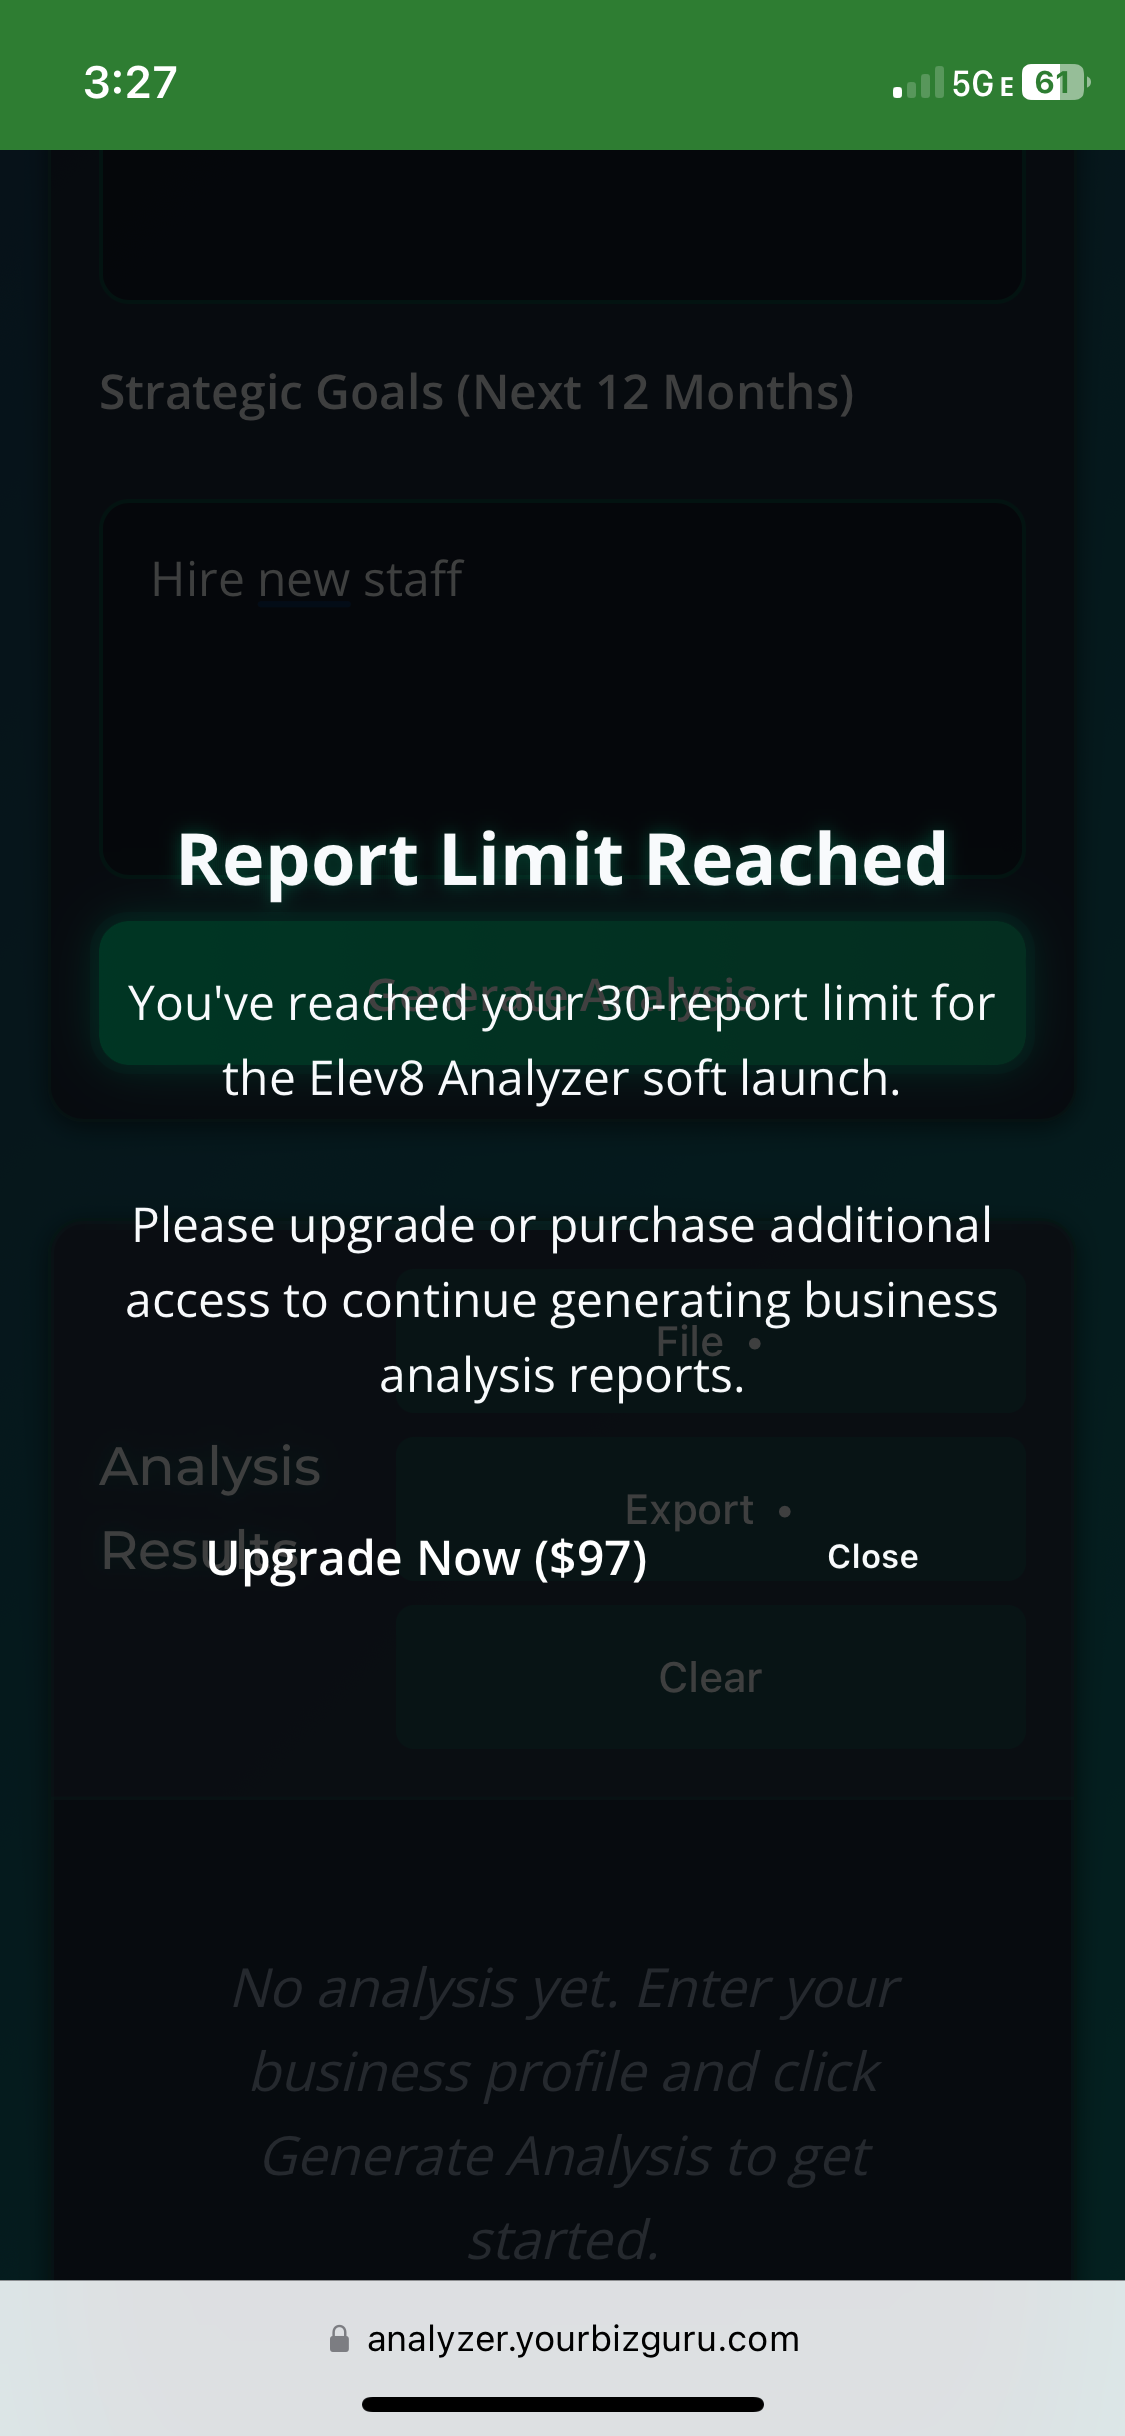 3:27
5G E 61
Strategic Goals (Next 12 Months)
Hire new staff
Report Limit Reached
Generate Analysis
You've reached your 30-report limit for
the Elev8 Analyzer soft launch.
Please upgrade or purchase additional
access to continue generating business
analysis reports.
File •
Analysis
Results
Export •
Upgrade Now ($97)
Close
Clear
No analysis yet. Enter your
business profile and click
Generate Analysis to get
started.
analyzer.yourbizguru.com